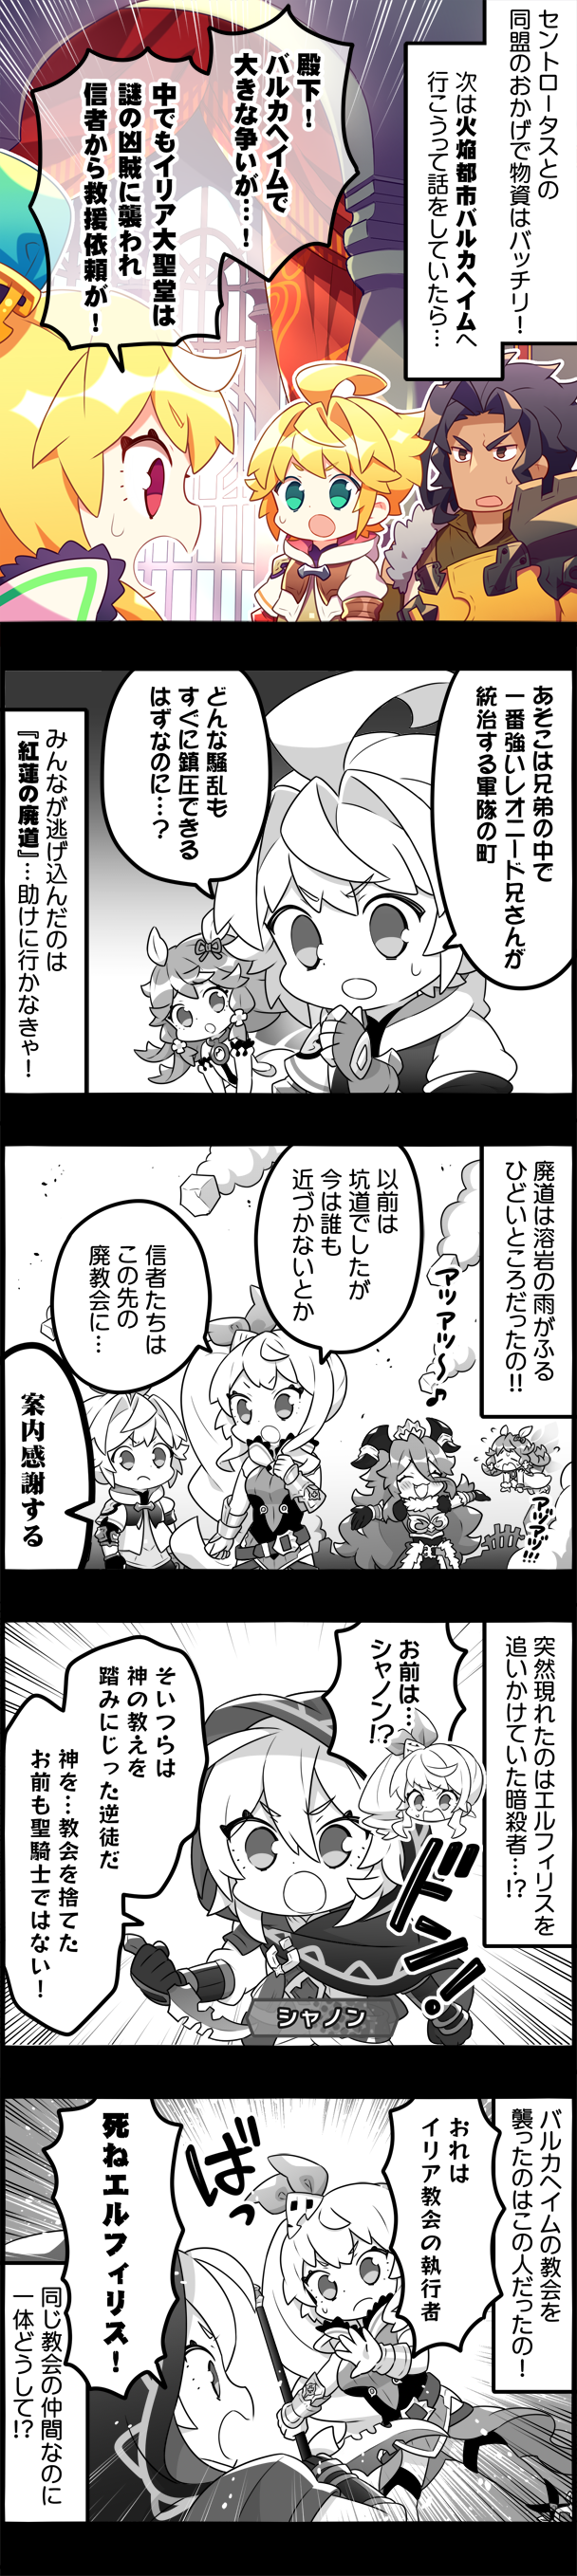 セントロータスとの
同盟のおかげで物資はバッチリ！
次は火焔都市バルカヘイムへ
行こうって話をしていたら…
殿下！
バルカヘイムで
大きな争いが…！
中でもイリア大聖堂は
謎の凶賊に襲われ
信者から救援依頼が！
あそこは兄弟の中で
一番強いレオニード兄さんが
統治する軍隊の町
どんな騒乱も
すぐに鎮圧できる
はずなのに…？
みんなが逃げ込んだのは
『紅蓮の廃道』…助けに行かなきゃ！
廃道は溶岩の雨がふる
ひどいところだったの!!
アツアツ～♪
アヅアヅ!!!
以前は
坑道でしたが
今は誰も
近づかないとか
信者たちは
この先の
廃教会に…
案内感謝する
突然現れたのはエルフィリスを
追いかけていた暗殺者…!?
お前は…
シャノン!?
ドン!!
そいつらは
神の教えを
踏みにじった逆徒だ
神を…教会を捨てた
お前も聖騎士ではない！
シャノン
バルカヘイムの教会を
襲ったのはこの人だったの！
おれは
イリア教会の執行者
ばっ
死ねエルフィリス！
同じ教会の仲間なのに
一体どうして!?